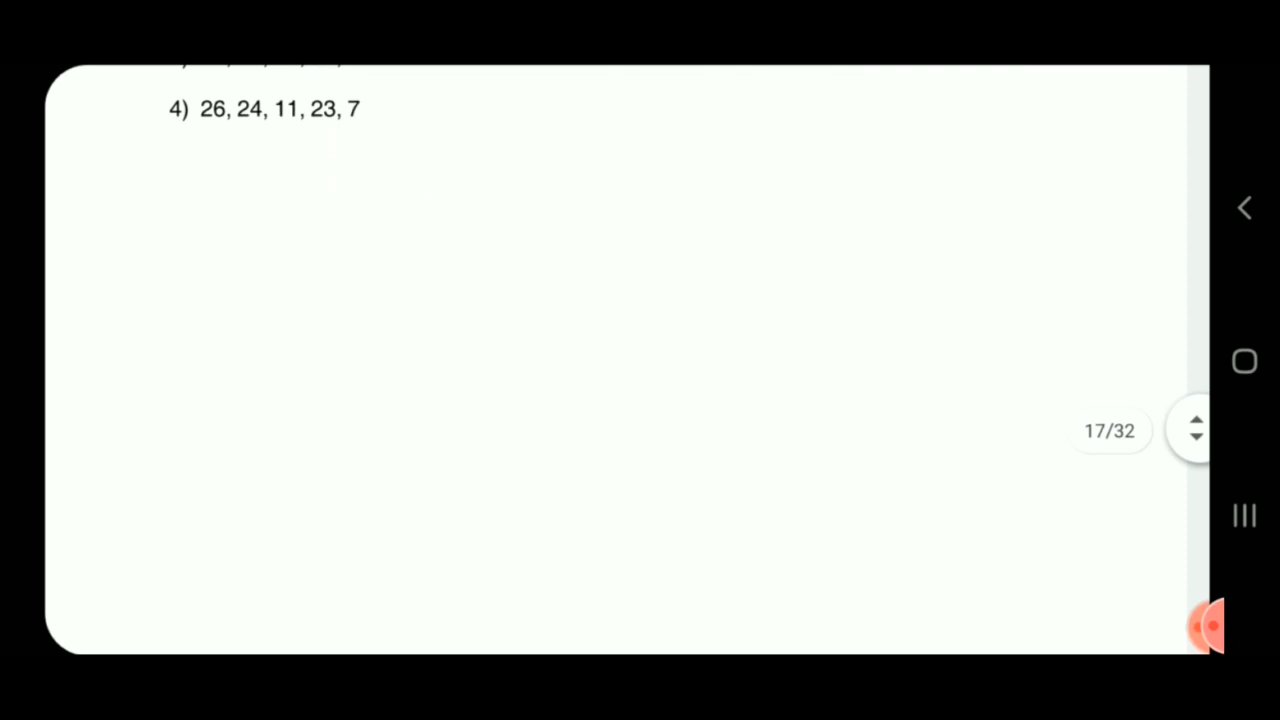 4) 26, 24, 11, 23, 7
17/32